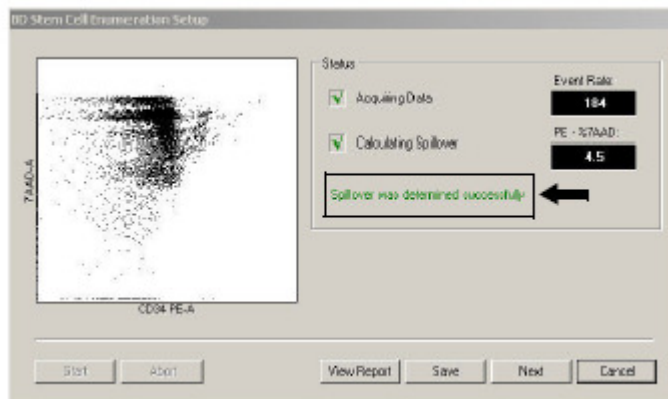 BD Stem Cell Enumeration Setup
Status
Acquiring Data
Calculating Spillover
Spillover was determined successfully
Event Rate:
184
PE - %7AAD:
4.5
7AAD-A
CD34 PE-A
Start
Abort
View Report
Save
Next
Cancel